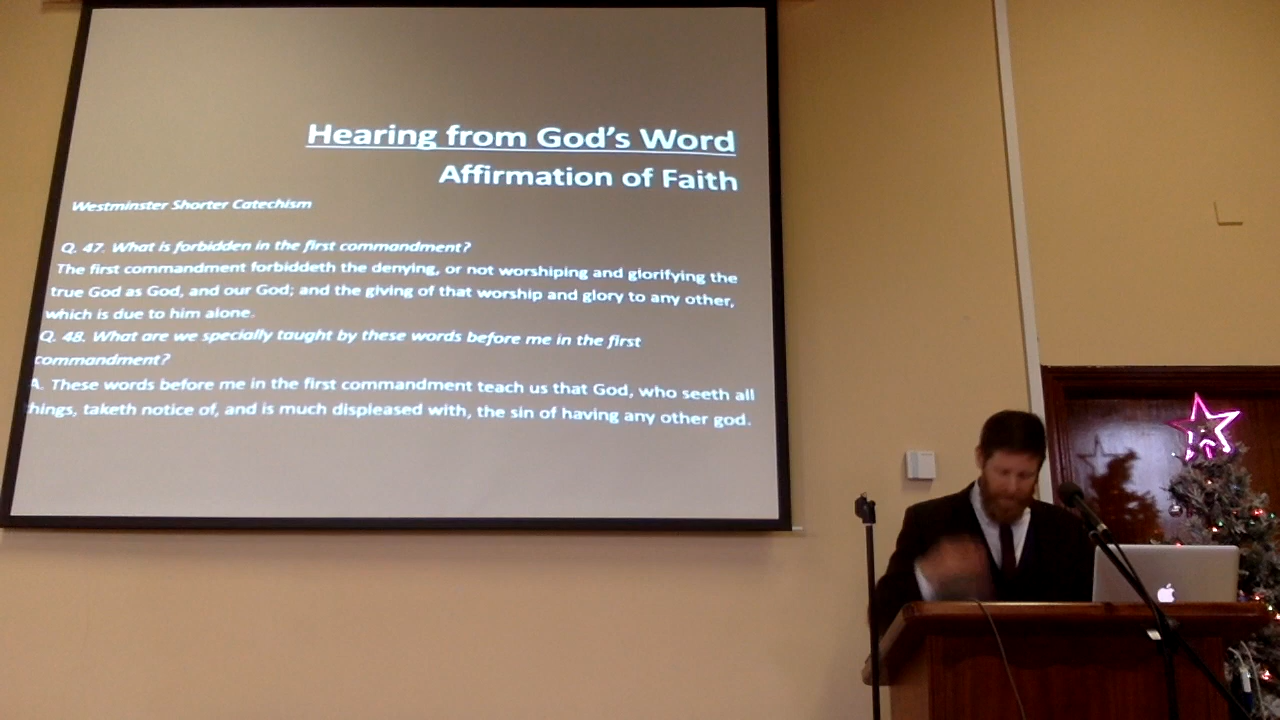 Hearing from God's Word
Affirmation of Faith
Westminster Shorter Catechism
Q. 47. What is forbidden in the first commandment?
The first commandment forbiddeth the denying, or not worshiping and glorifying the
true God as God, and our God; and the giving of that worship and glory to any other,
which is due to him alone.
Q. 48. What are we specially taught by these words before me in the first
commandment?
A. These words before me in the first commandment teach us that God, who seeth all
hings, taketh notice of, and is much displeased with, the sin of having any other god.